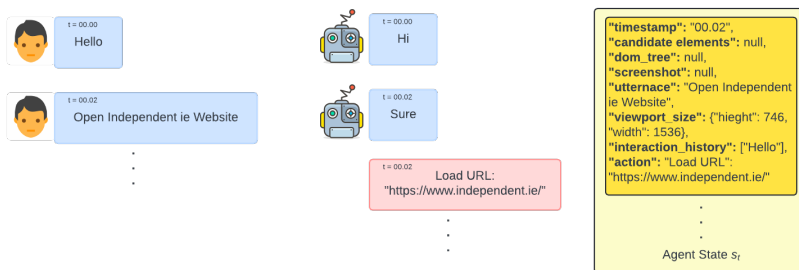 t = 00.00
Hello
t = 00.00
Hi
t = 00.02
Open Independent ie Website
t = 00.02
Sure
t = 00.02
Load URL:
"https://www.independent.ie/"
"timestamp": "00.02",
"candidate elements": null,
"dom_tree": null,
"screenshot": null,
"utternace": "Open Independent
ie Website",
"viewport_size": {"hieght": 746,
"width": 1536},
"interaction_history": ["Hello"],
"action": "Load URL":
"https://www.independent.ie/"
Agent State st